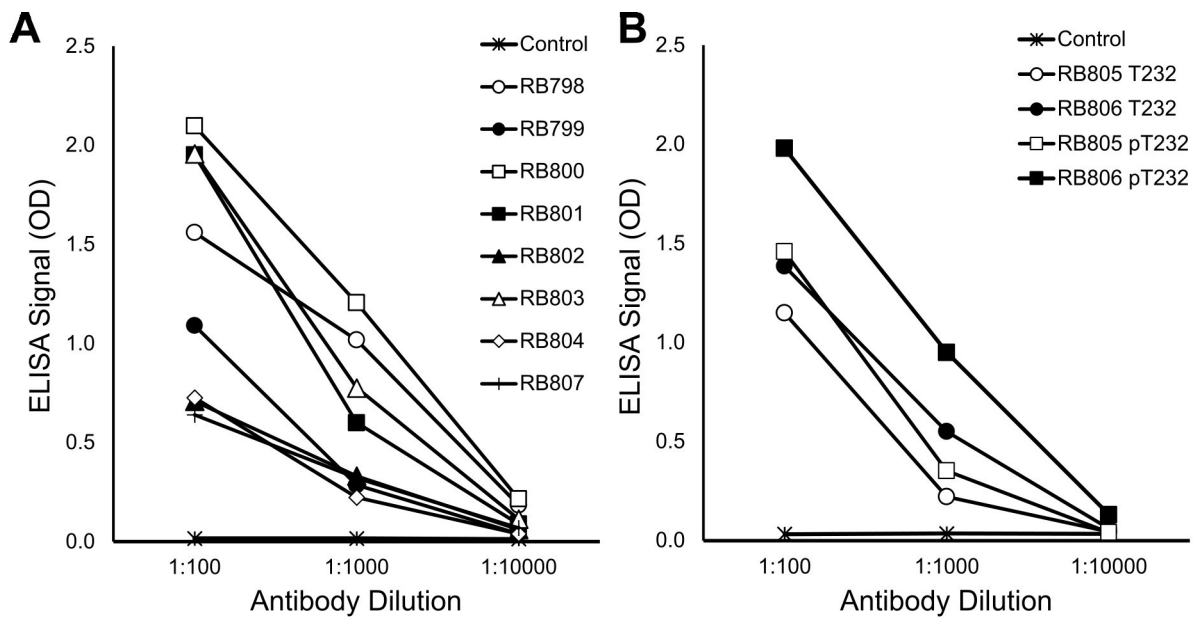 A
ELISA Signal (OD)
2.5
2.0
1.5
1.0
0.5
0.0
1:100
1:1000
1:10000
Antibody Dilution
Control
RB798
RB799
RB800
RB801
RB802
RB803
RB804
RB807
B
ELISA Signal (OD)
2.5
2.0
1.5
1.0
0.5
0.0
1:100
1:1000
1:10000
Antibody Dilution
Control
RB805 T232
RB806 T232
RB805 pT232
RB806 pT232